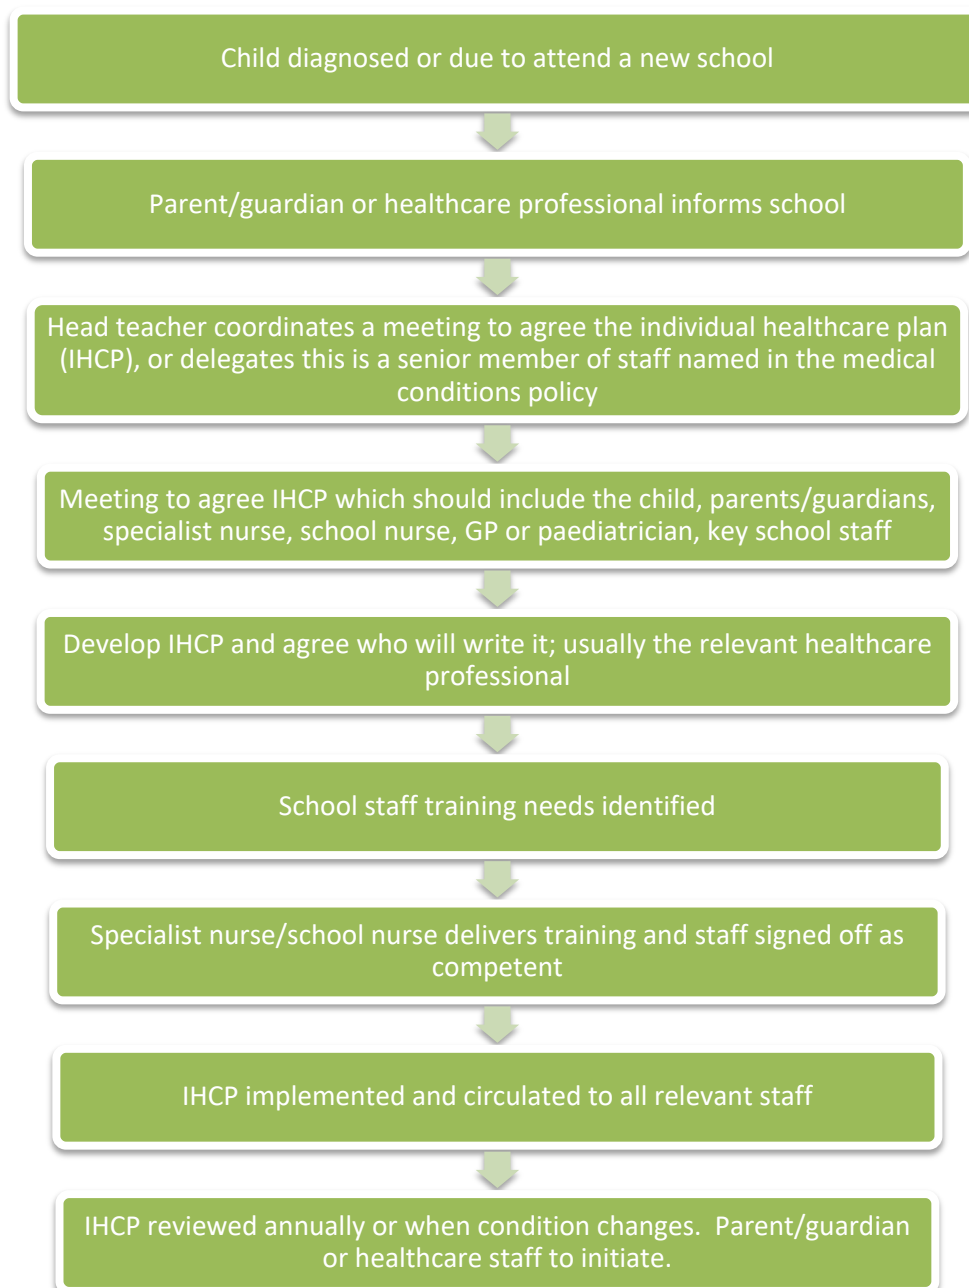 Child diagnosed or due to attend a new school
Parent/guardian or healthcare professional informs school
Head teacher coordinates a meeting to agree the individual healthcare plan
(IHCP), or delegates this is a senior member of staff named in the medical
conditions policy
Meeting to agree IHCP which should include the child, parents/guardians,
specialist nurse, school nurse, GP or paediatrician, key school staff
Develop IHCP and agree who will write it; usually the relevant healthcare
professional
School staff training needs identified
Specialist nurse/school nurse delivers training and staff signed off as
competent
IHCP implemented and circulated to all relevant staff
IHCP reviewed annually or when condition changes.  Parent/guardian
or healthcare staff to initiate.